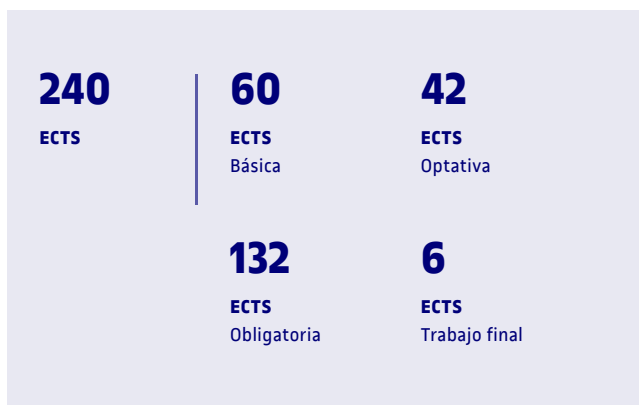 240
ECTS
60
ECTS
Básica
42
ECTS
Optativa
132
ECTS
Obligatoria
6
ECTS
Trabajo final